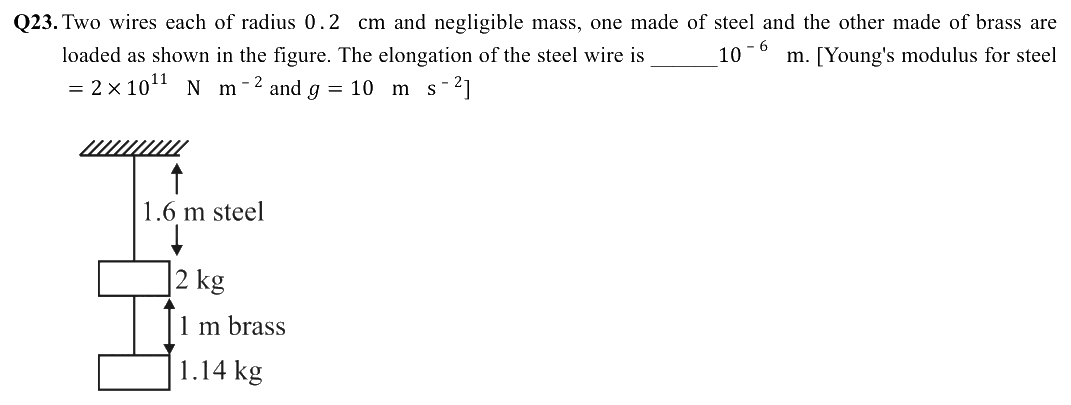 Q23. Two wires each of radius 0.2 cm and negligible mass, one made of steel and the other made of brass are
loaded as shown in the figure. The elongation of the steel wire is ______10⁻⁶ m. [Young's modulus for steel
= 2 × 10¹¹ N m⁻² and g = 10 m s⁻²]
1.6 m steel
2 kg
1 m brass
1.14 kg